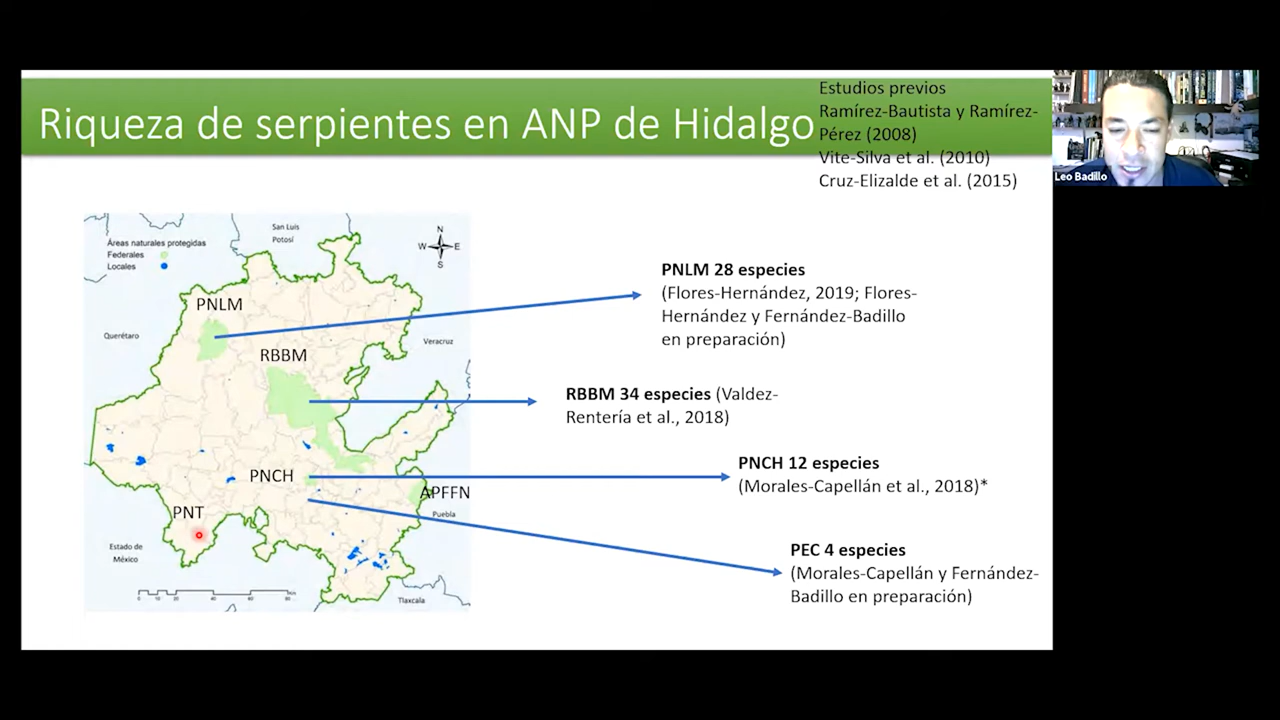 Riqueza de serpientes en ANP de Hidalgo
Estudios previos
Ramírez-Bautista y Ramírez-
Pérez (2008)
Vite-Silva et al. (2010)
Cruz-Elizalde et al. (2015)
Leo Badillo
San Luis
Potosí
N
W
E
S
Áreas naturales protegidas
Federales
Locales
PNLM
Querétaro
RBBM
Veracruz
PNCH
APFFN
PNT
Puebla
Estado de
México
Tlaxcala
PNLM 28 especies
(Flores-Hernández, 2019; Flores-
Hernández y Fernández-Badillo
en preparación)
RBBM 34 especies (Valdez-
Rentería et al., 2018)
PNCH 12 especies
(Morales-Capellán et al., 2018)*
PEC 4 especies
(Morales-Capellán y Fernández-
Badillo en preparación)